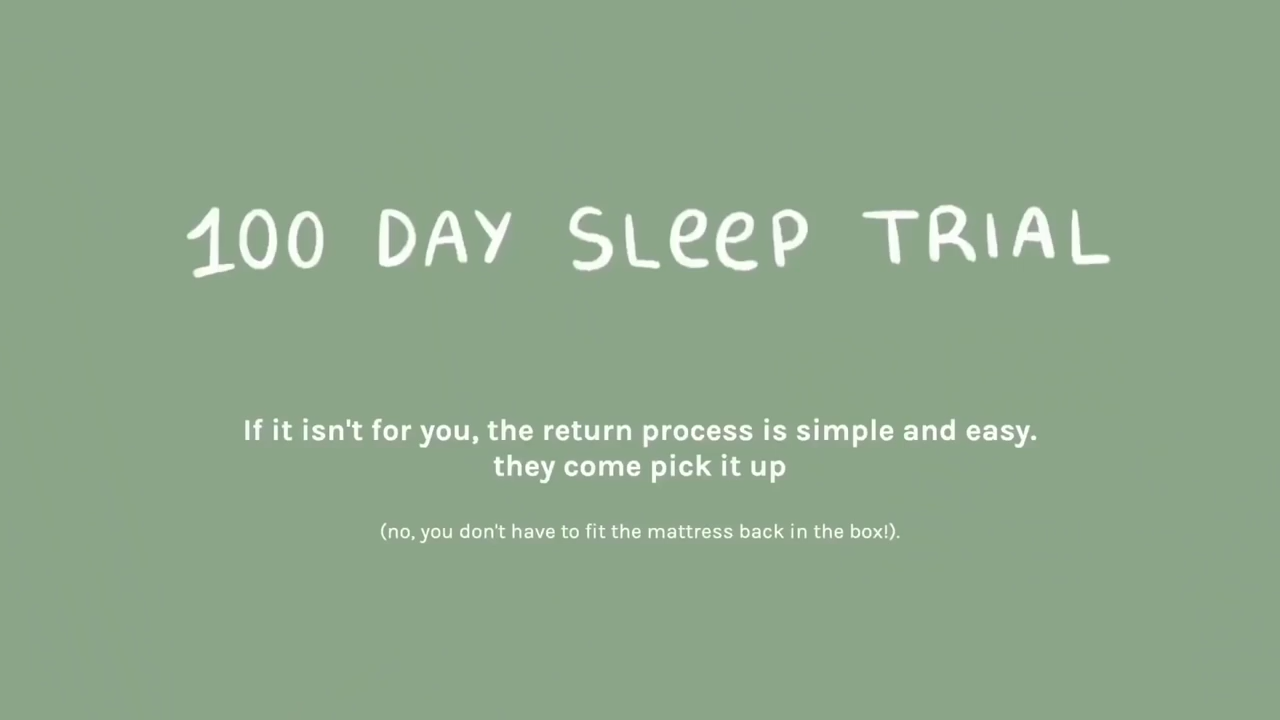 100 DAY SLeeP TRIAL
If it isn't for you, the return process is simple and easy.
they come pick it up
(no, you don't have to fit the mattress back in the box!).